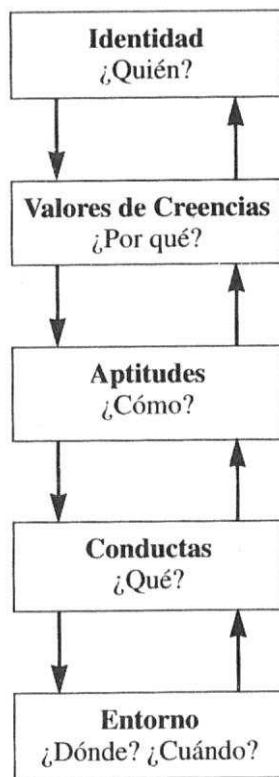 Identidad
¿Quién?
Valores de Creencias
¿Por qué?
Aptitudes
¿Cómo?
Conductas
¿Qué?
Entorno
¿Dónde? ¿Cuándo?